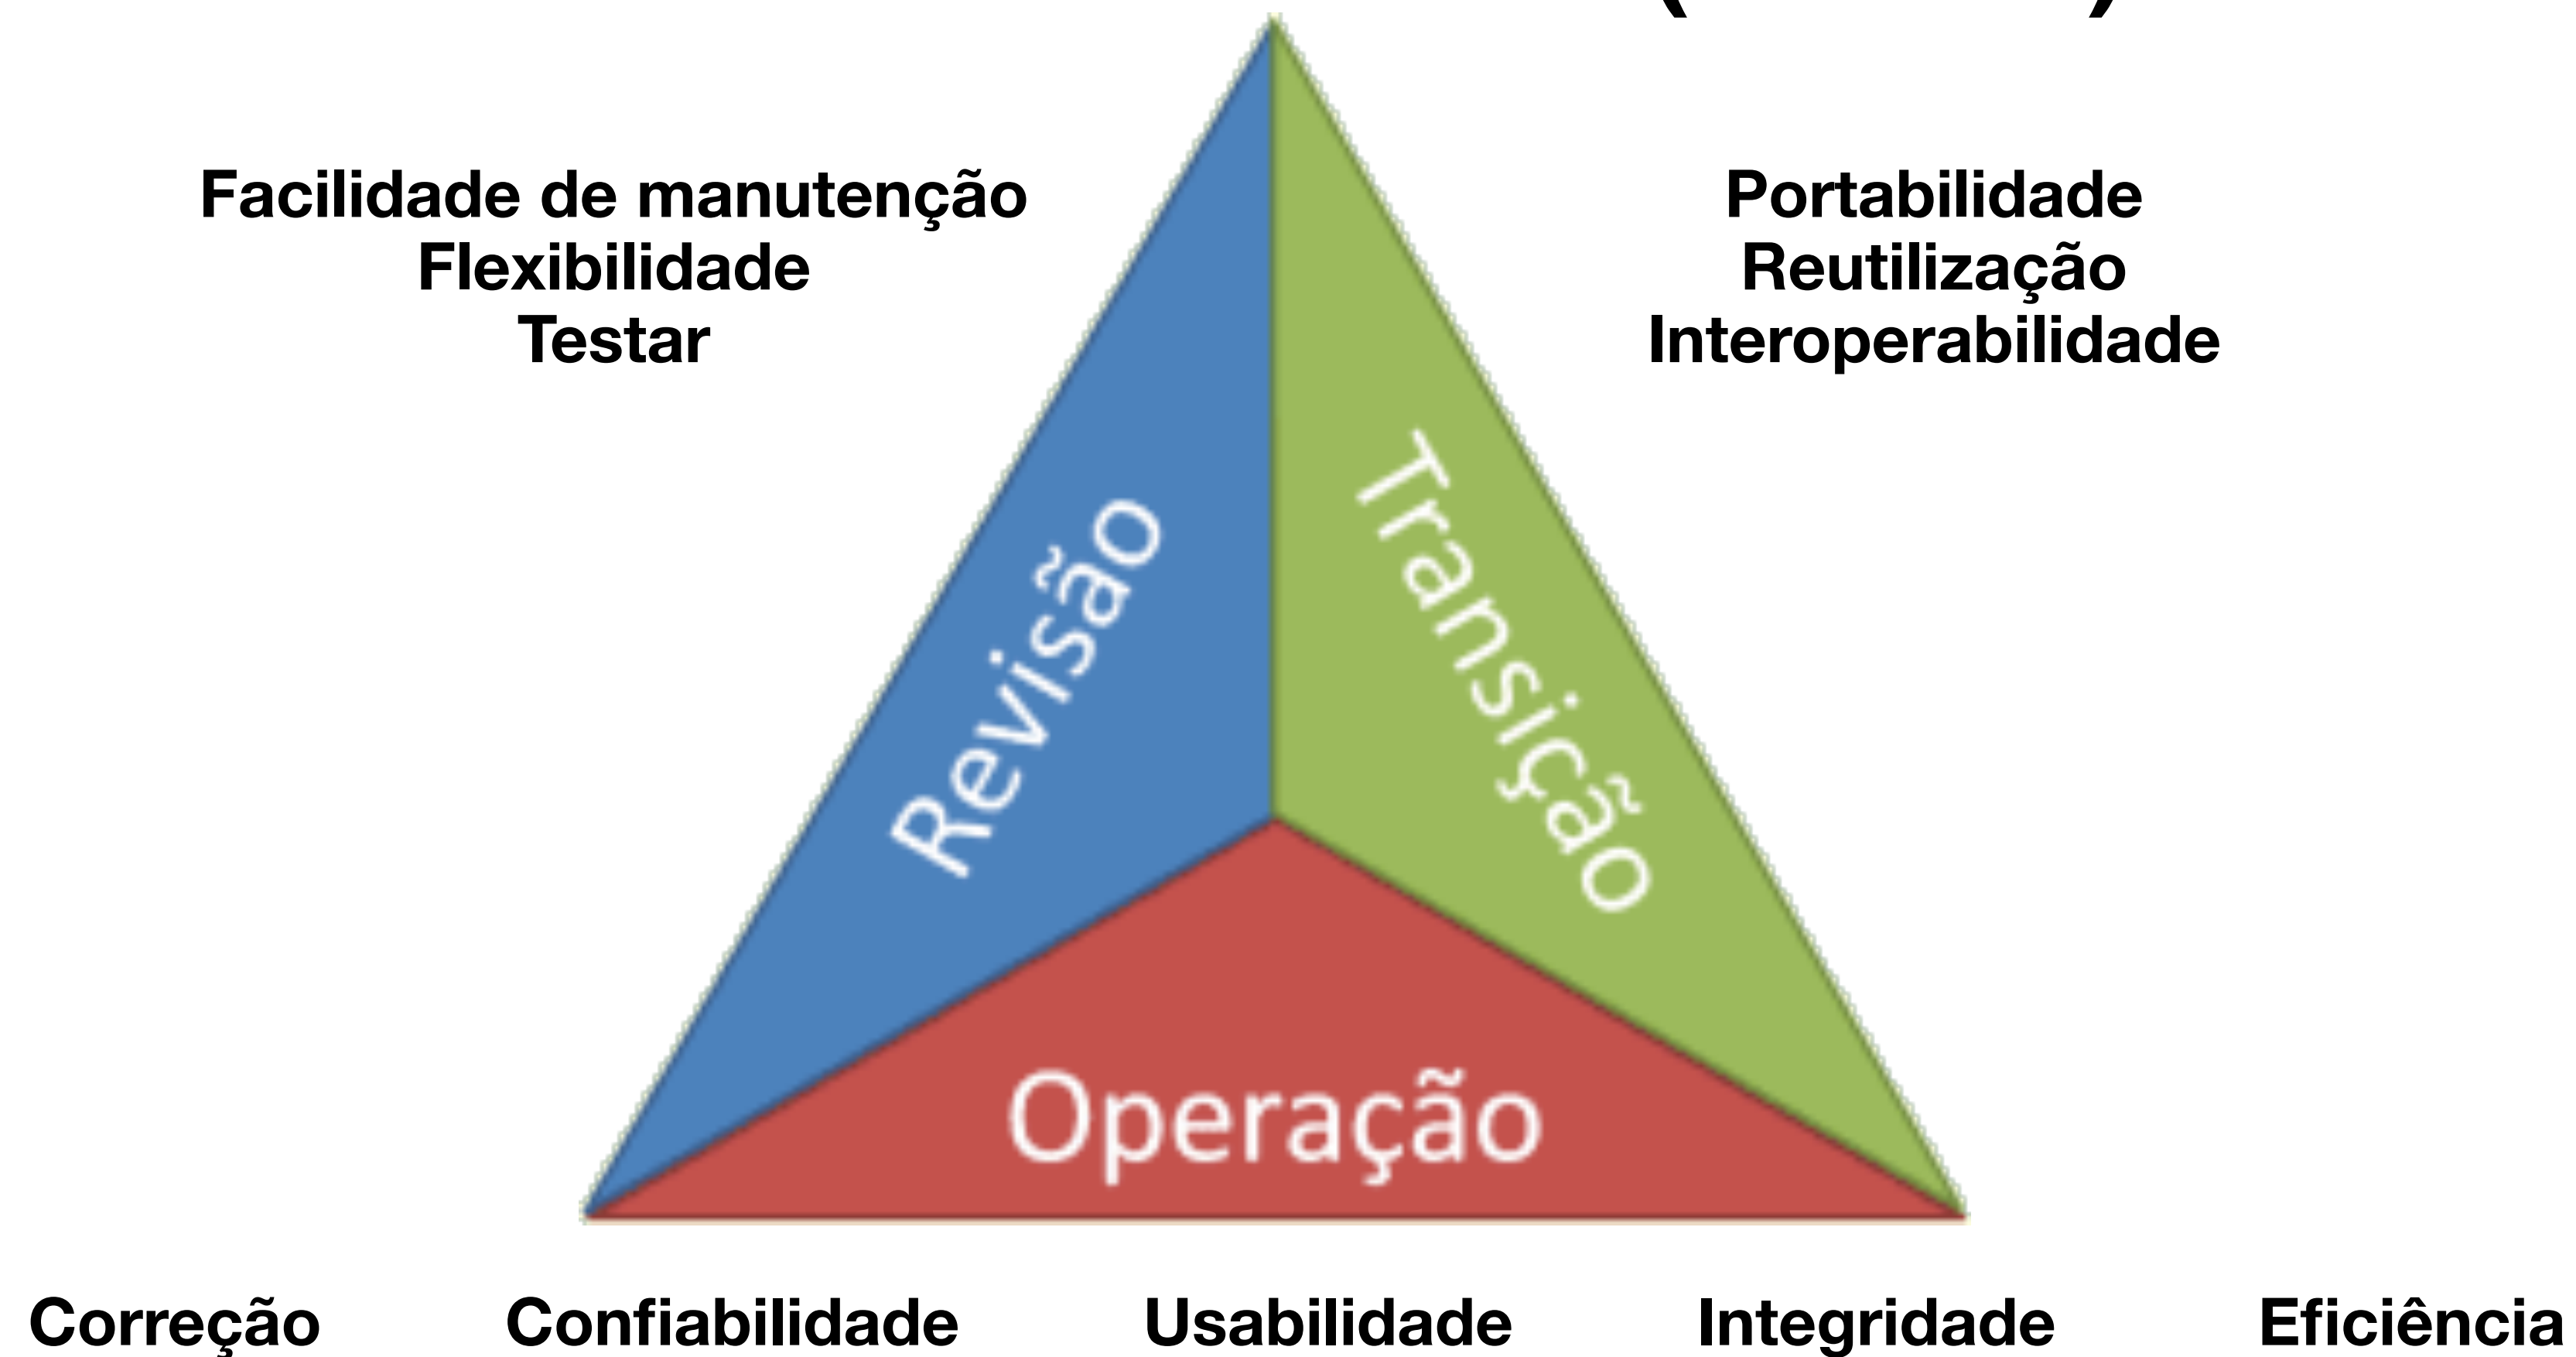 Facilidade de manutenção
Flexibilidade
Testar
Portabilidade
Reutilização
Interoperabilidade
Revisão
Transição
Operação
Correção
Confiabilidade
Usabilidade
Integridade
Eficiência